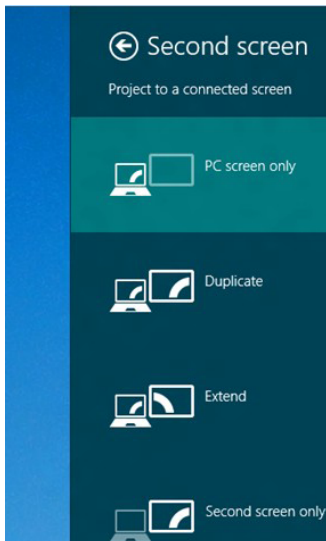 Second screen
Project to a connected screen
PC screen only
Duplicate
Extend
Second screen only